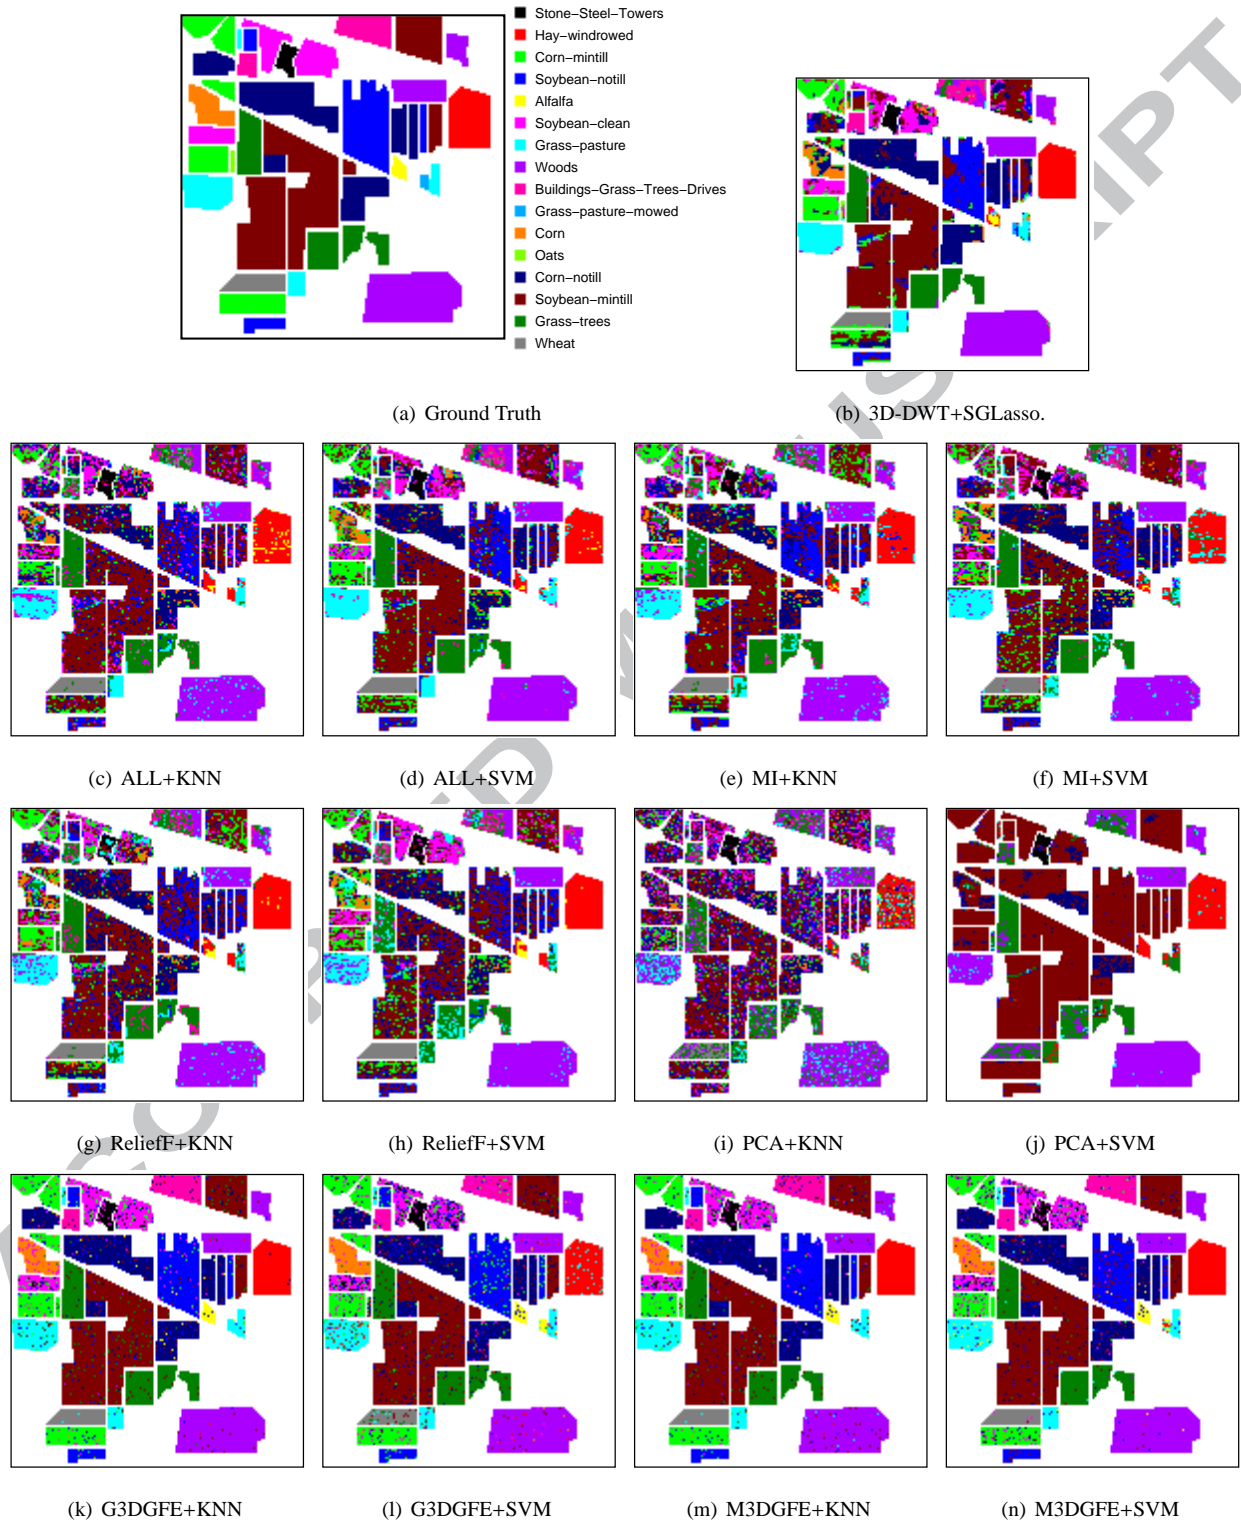 Stone−Steel−Towers
Hay−windrowed
Corn−mintill
Soybean−notill
Alfalfa
Soybean−clean
Grass−pasture
Woods
Buildings−Grass−Trees−Drives
Grass−pasture−mowed
Corn
Oats
Corn−notill
Soybean−mintill
Grass−trees
Wheat
(a) Ground Truth
(b) 3D-DWT+SGLasso.
(c) ALL+KNN
(d) ALL+SVM
(e) MI+KNN
(f) MI+SVM
(g) ReliefF+KNN
(h) ReliefF+SVM
(i) PCA+KNN
(j) PCA+SVM
(k) G3DGFE+KNN
(l) G3DGFE+SVM
(m) M3DGFE+KNN
(n) M3DGFE+SVM